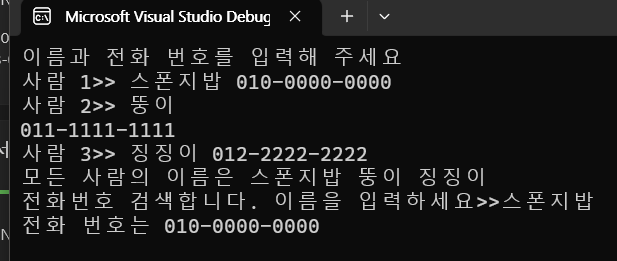 Microsoft Visual Studio Debug
이름과 전화 번호를 입력해 주세요
사람 1>> 스폰지밥 010-0000-0000
사람 2>> 뚱이
011-1111-1111
사람 3>> 징징이 012-2222-2222
모든 사람의 이름은 스폰지밥 뚱이 징징이
전화번호 검색합니다. 이름을 입력하세요>>스폰지밥
전화 번호는 010-0000-0000